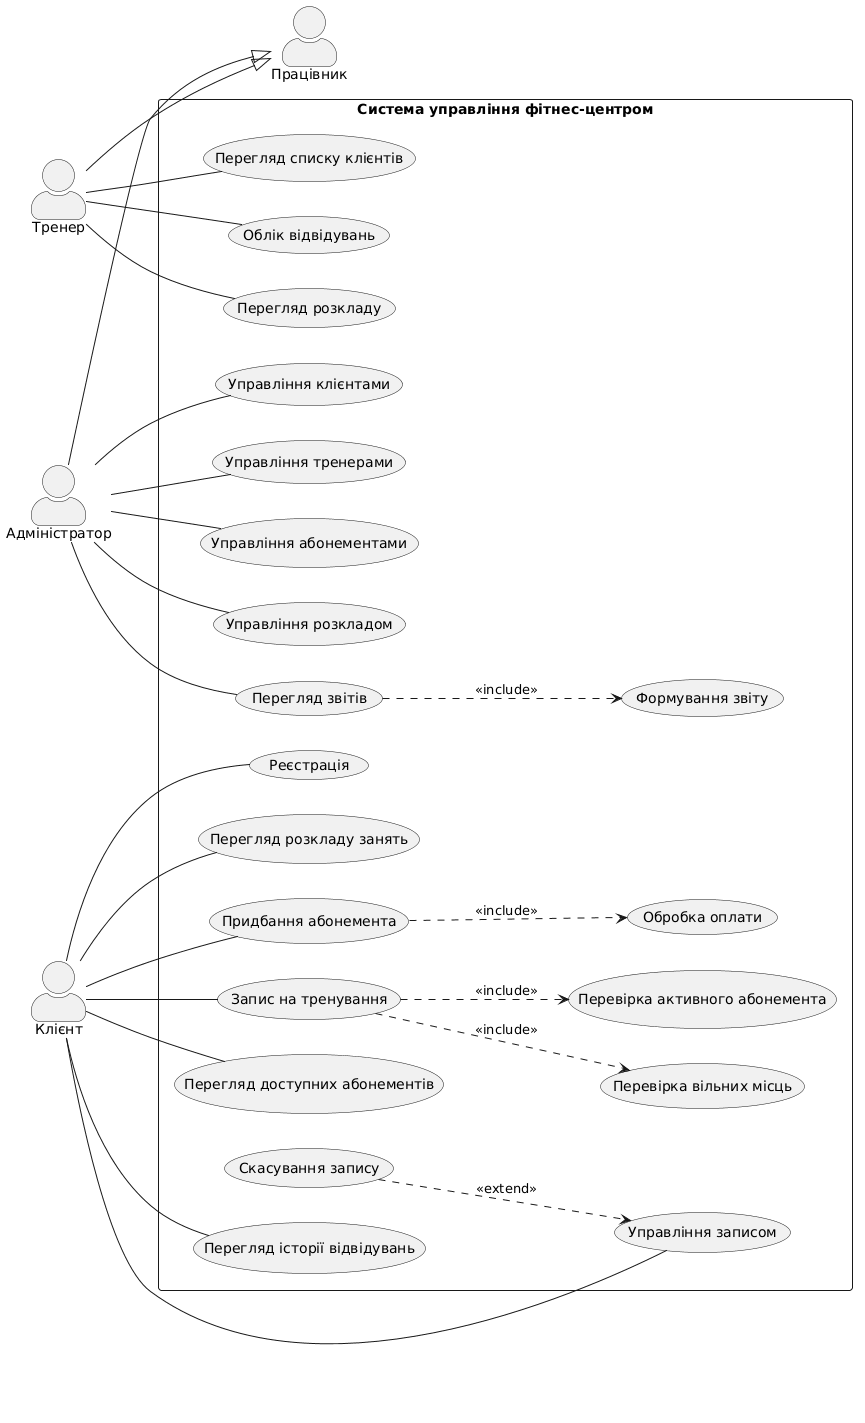 Працівник
Система управління фітнес-центром
Перегляд списку клієнтів
Тренер
Облік відвідувань
Перегляд розкладу
Управління клієнтами
Управління тренерами
Адміністратор
Управління абонементами
Управління розкладом
Перегляд звітів
«include»
Формування звіту
Реєстрація
Перегляд розкладу занять
Придбання абонемента
«include»
Обробка оплати
Клієнт
Запис на тренування
«include»
Перевірка активного абонемента
«include»
Перегляд доступних абонементів
Перевірка вільних місць
Скасування запису
«extend»
Управління записом
Перегляд історії відвідувань